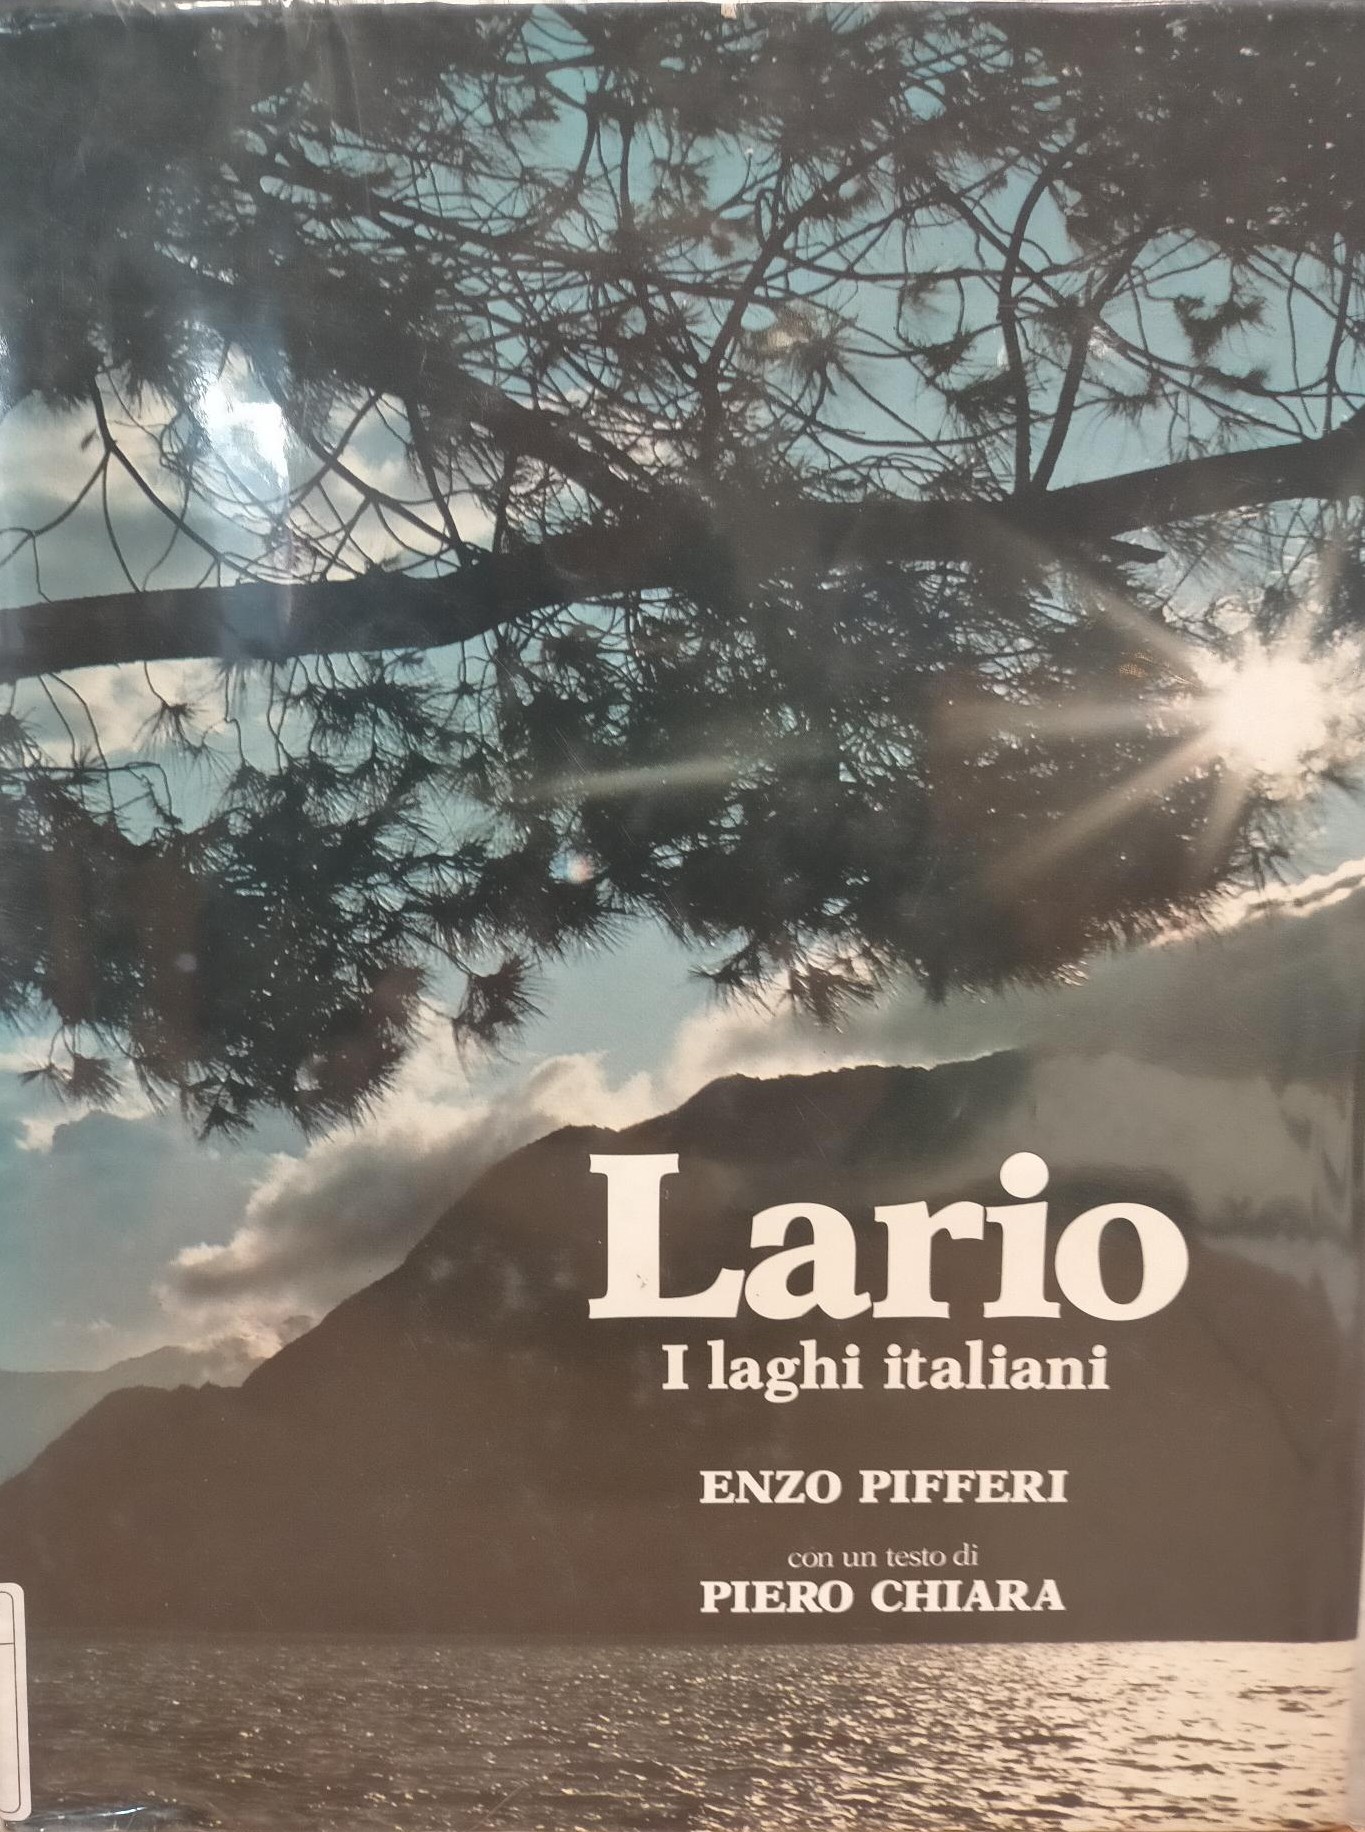 Lario
I laghi italiani
ENZO PIFFERI
con un testo di
PIERO CHIARA